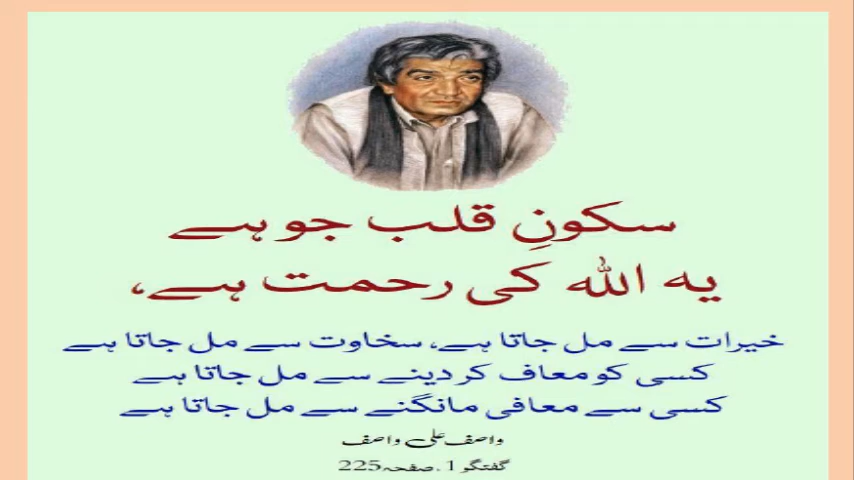 سکونِ قلب جو ہے
یہ اللہ کی رحمت ہے،
خیرات سے مل جاتا ہے، سخاوت سے مل جاتا ہے
کسی کو معاف کر دینے سے مل جاتا ہے
کسی سے معافی مانگنے سے مل جاتا ہے
واصف علی واصف
گفتگو 1 . صفحہ 225